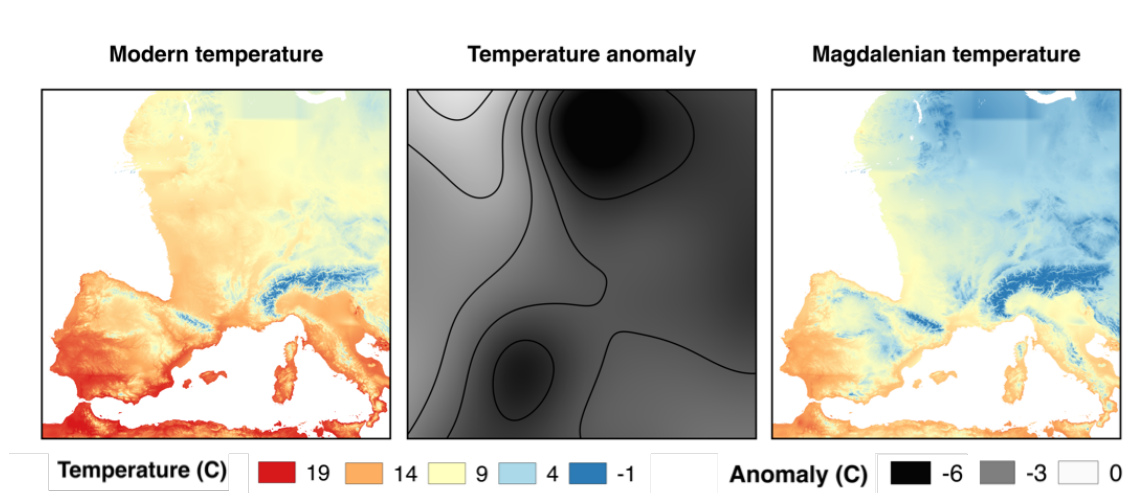 Modern temperature
Temperature anomaly
Magdalenian temperature
Temperature (C) 19 14 9 4 -1 Anomaly (C) -6 -3 0